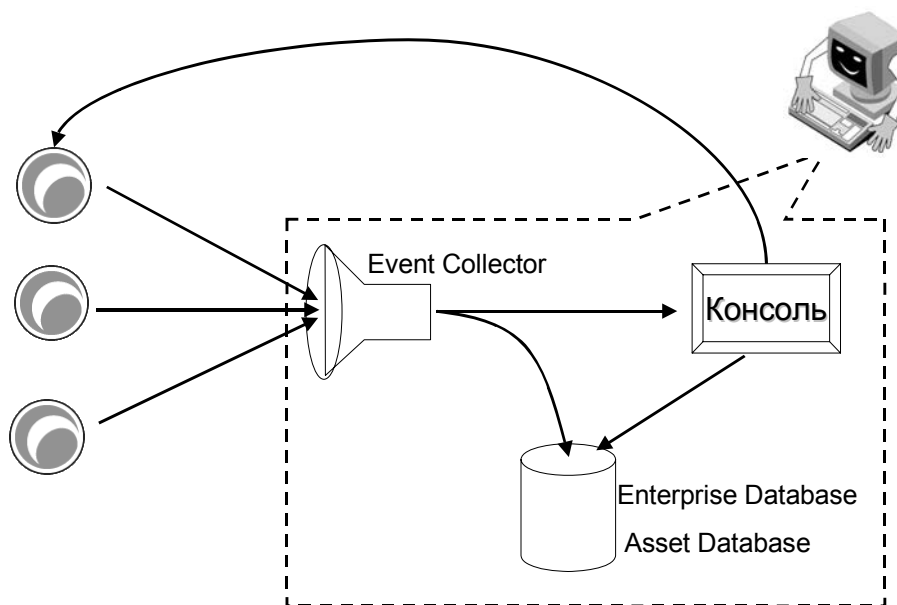 Event Collector
Консоль
Enterprise Database
Asset Database